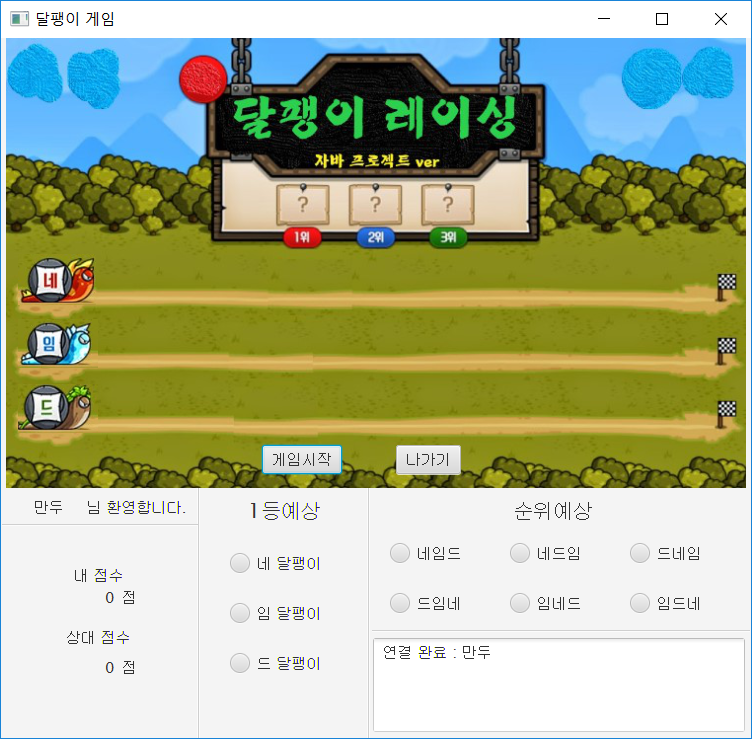 달팽이 게임
달팽이 레이싱
자바 프로젝트 ver
? ? ?
1위 2위 3위
네
임
드
게임시작 나가기
만두 님 환영합니다.
내 점수
0 점
상대 점수
0 점
1등예상
네 달팽이
임 달팽이
드 달팽이
순위예상
네임드 네드임 드네임
드임네 임네드 임드네
연결 완료 : 만두